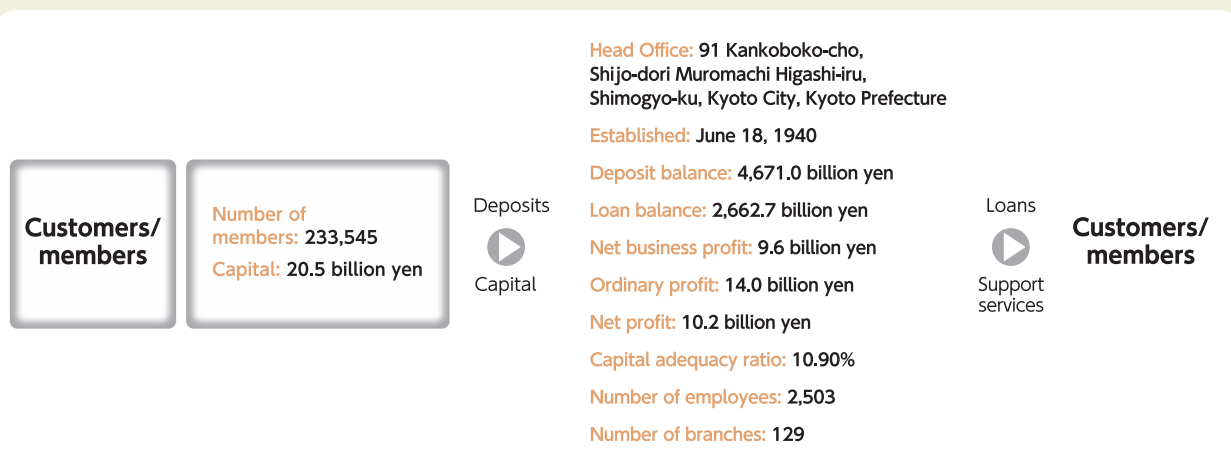 Customers/
members
Number of
members: 233,545
Capital: 20.5 billion yen
Deposits
Capital
Head Office: 91 Kankoboko-cho,
Shijo-dori Muromachi Higashi-iru,
Shimogyo-ku, Kyoto City, Kyoto Prefecture
Established: June 18, 1940
Deposit balance: 4,671.0 billion yen
Loan balance: 2,662.7 billion yen
Net business profit: 9.6 billion yen
Ordinary profit: 14.0 billion yen
Net profit: 10.2 billion yen
Capital adequacy ratio: 10.90%
Number of employees: 2,503
Number of branches: 129
Loans
Support
services
Customers/
members